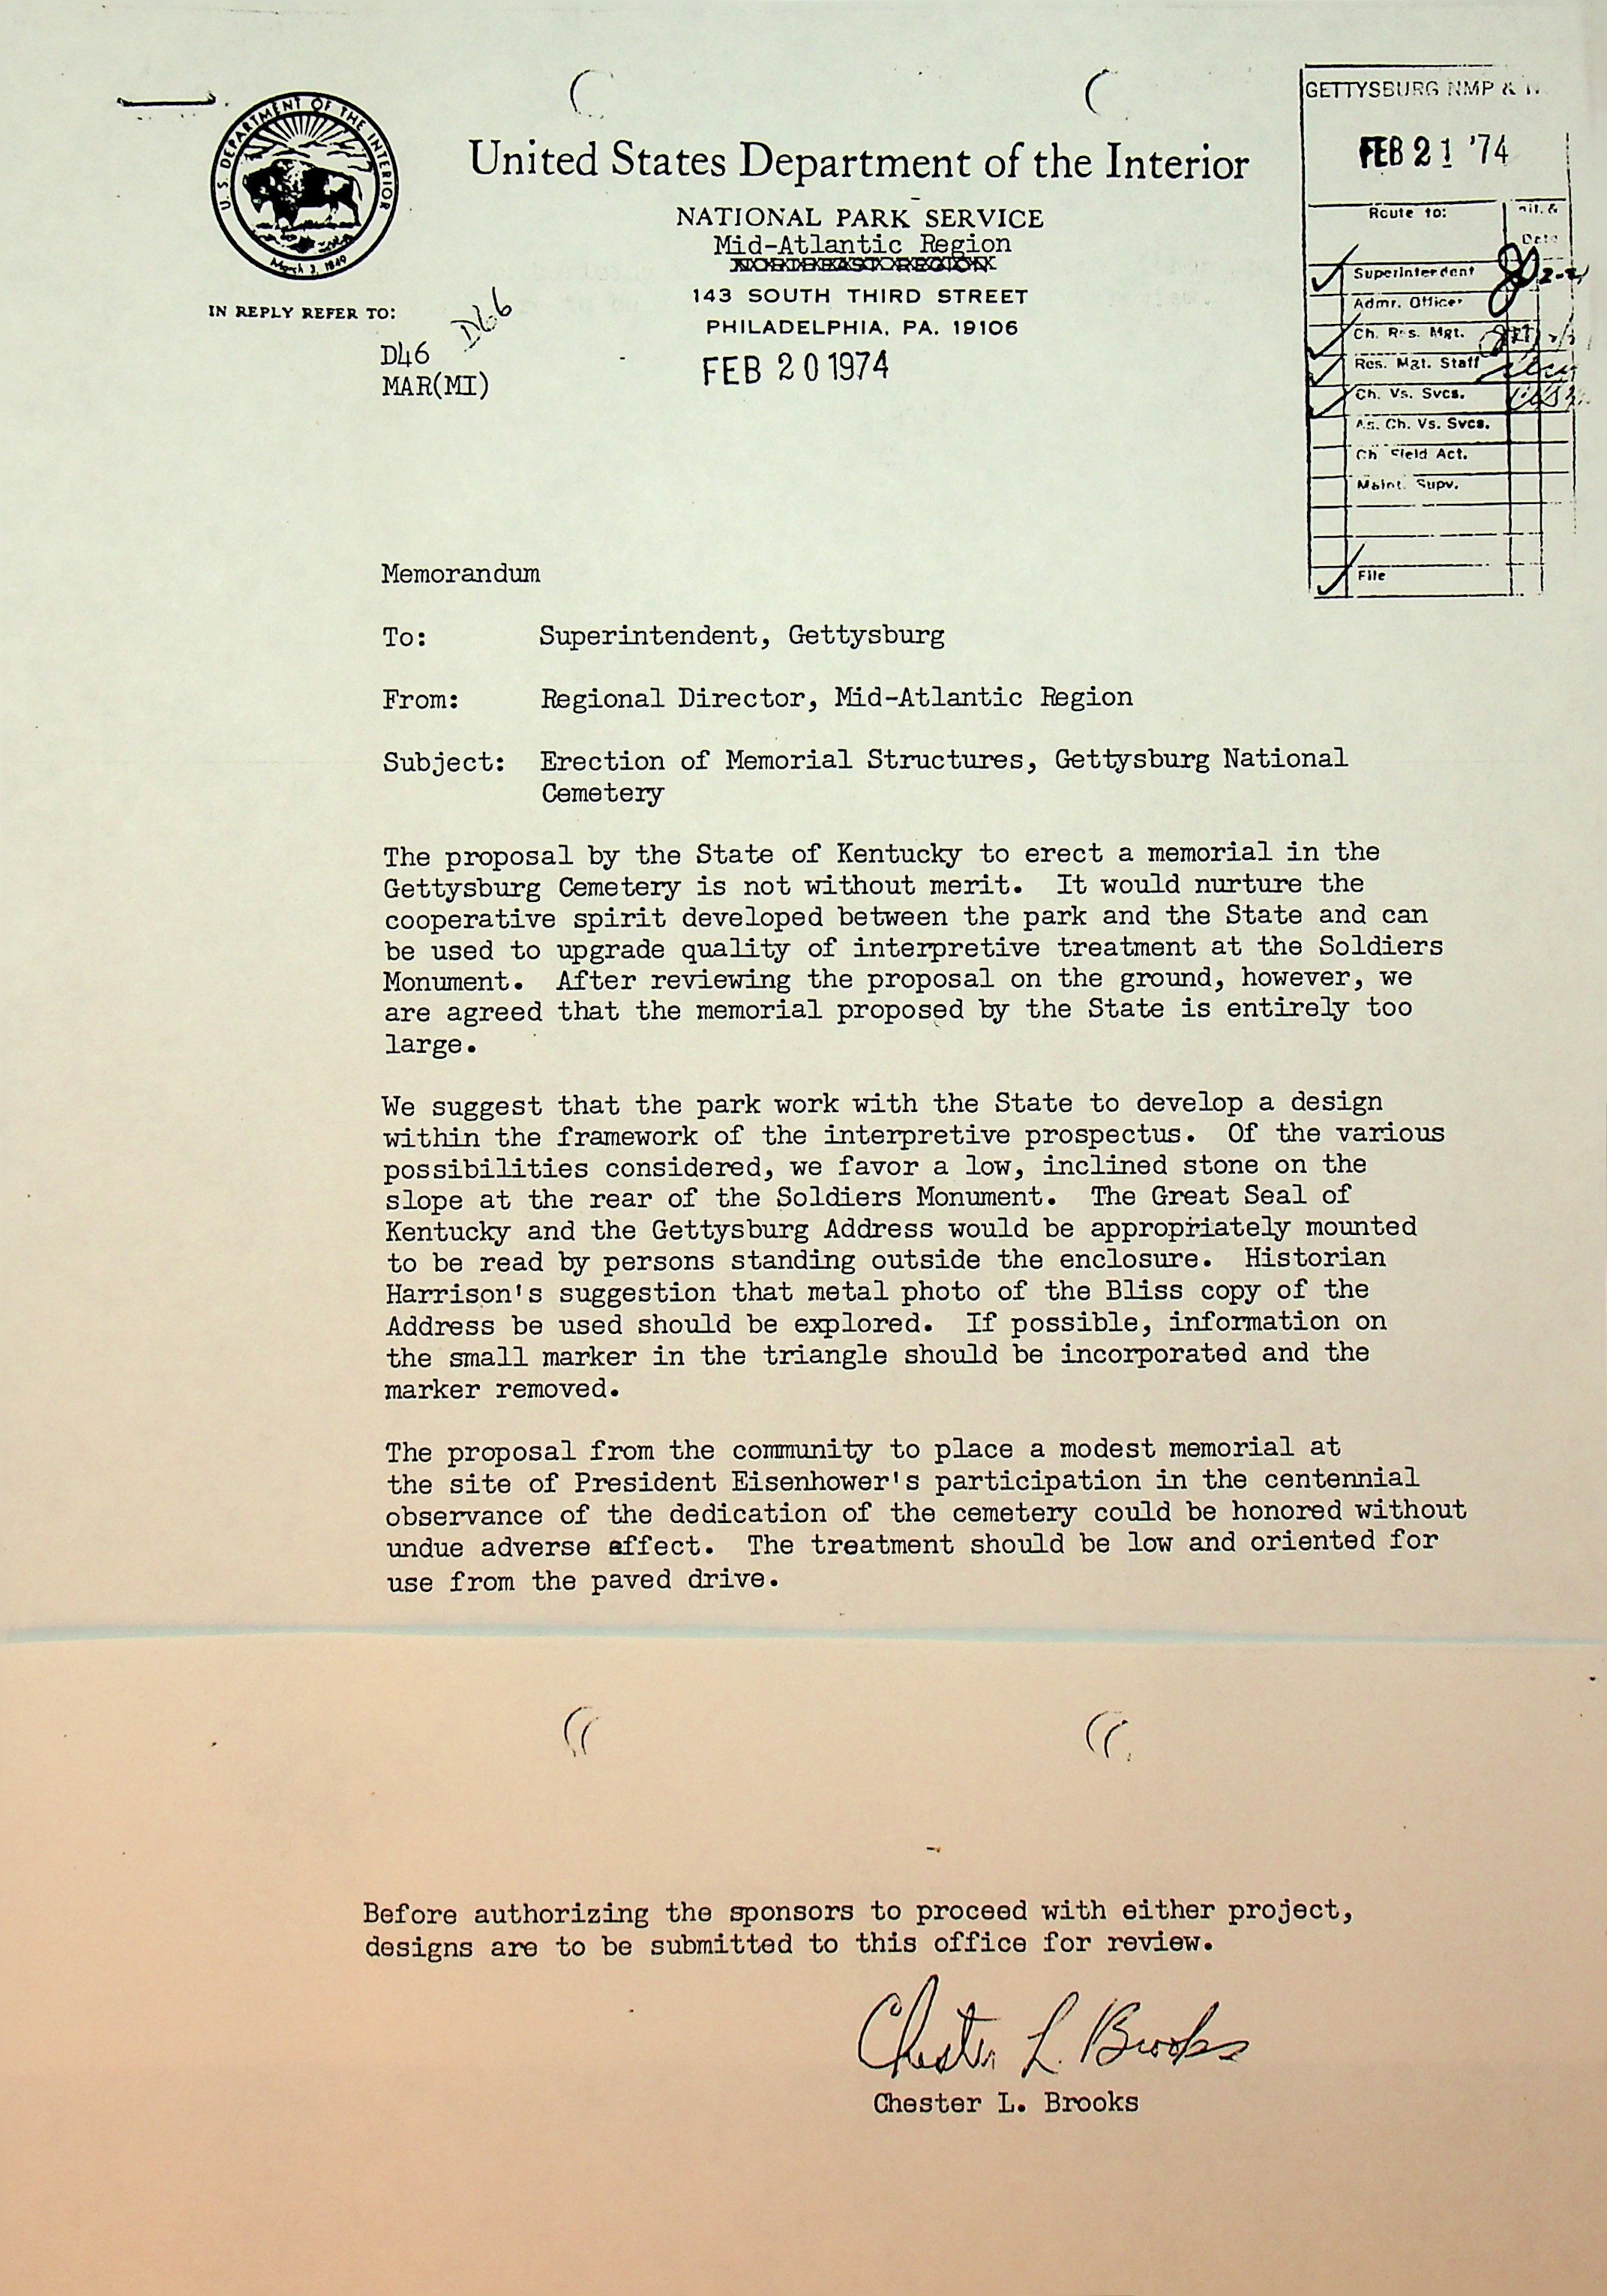 GETTYSBURG NMP &
FEB 21 '74
U. S. DEPARTMENT OF THE INTERIOR
March 3, 1849
United States Department of the Interior
NATIONAL PARK SERVICE
Mid-Atlantic Region
NORTHEAST REGION
143 SOUTH THIRD STREET
PHILADELPHIA, PA. 19106
FEB 20 1974
IN REPLY REFER TO:
D66
D46
MAR(MI)
Route to:
Date
Superintendent
Admr. Officer
Ch. Res. Mgt.
Res. Mgt. Staff
Ch. Vs. Svcs.
As. Ch. Vs. Svcs.
Ch Field Act.
Maint. Supv.
File
Memorandum
To: Superintendent, Gettysburg
From: Regional Director, Mid-Atlantic Region
Subject: Erection of Memorial Structures, Gettysburg National
Cemetery
The proposal by the State of Kentucky to erect a memorial in the
Gettysburg Cemetery is not without merit. It would nurture the
cooperative spirit developed between the park and the State and can
be used to upgrade quality of interpretive treatment at the Soldiers
Monument. After reviewing the proposal on the ground, however, we
are agreed that the memorial proposed by the State is entirely too
large.
We suggest that the park work with the State to develop a design
within the framework of the interpretive prospectus. Of the various
possibilities considered, we favor a low, inclined stone on the
slope at the rear of the Soldiers Monument. The Great Seal of
Kentucky and the Gettysburg Address would be appropriately mounted
to be read by persons standing outside the enclosure. Historian
Harrison's suggestion that metal photo of the Bliss copy of the
Address be used should be explored. If possible, information on
the small marker in the triangle should be incorporated and the
marker removed.
The proposal from the community to place a modest memorial at
the site of President Eisenhower's participation in the centennial
observance of the dedication of the cemetery could be honored without
undue adverse affect. The treatment should be low and oriented for
use from the paved drive.
Before authorizing the sponsors to proceed with either project,
designs are to be submitted to this office for review.
Chester L. Brooks
Chester L. Brooks